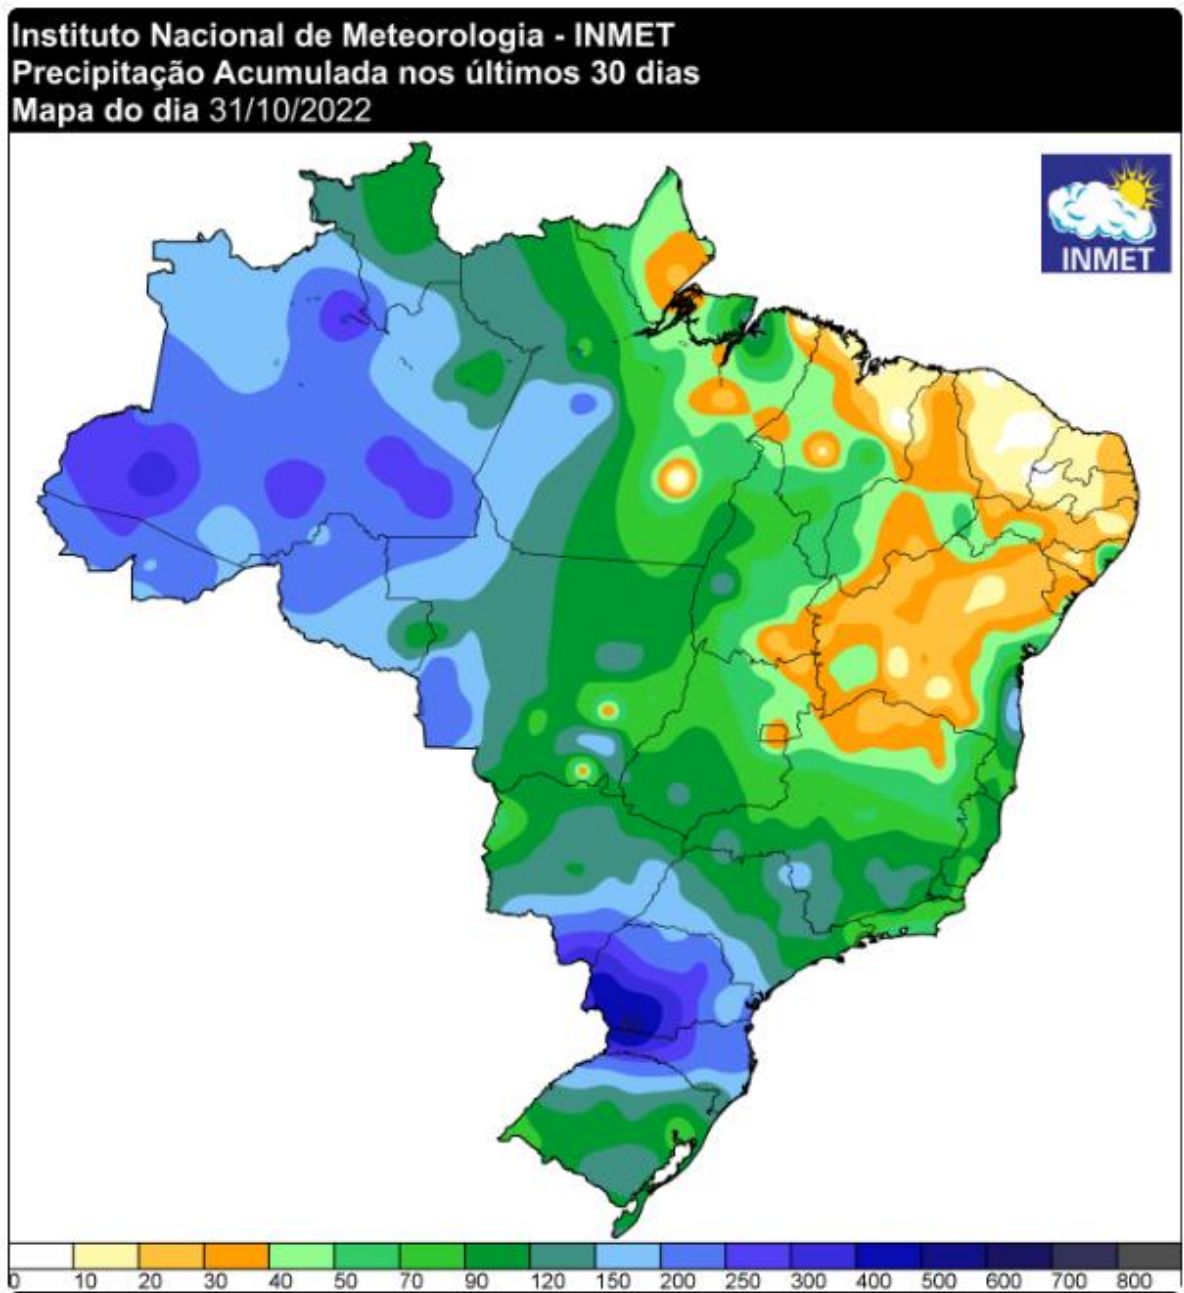 Instituto Nacional de Meteorologia - INMET
Precipitação Acumulada nos últimos 30 dias
Mapa do dia 31/10/2022
INMET
0 10 20 30 40 50 70 90 120 150 200 250 300 400 500 600 700 800